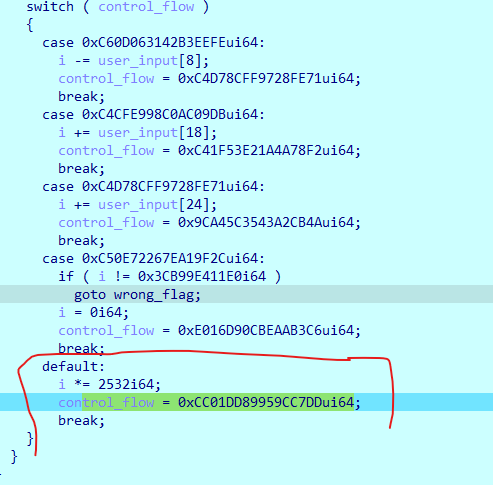 switch ( control_flow )
{
case 0xC60D063142B3EEFEui64:
i -= user_input[8];
control_flow = 0xC4D78CFF9728FE71ui64;
break;
case 0xC4CFE998C0AC09DBui64:
i += user_input[18];
control_flow = 0xC41F53E21A4A78F2ui64;
break;
case 0xC4D78CFF9728FE71ui64:
i += user_input[24];
control_flow = 0x9CA45C3543A2CB4Aui64;
break;
case 0xC50E72267EA19F2Cui64:
if ( i != 0x3CB99E411E0i64 )
goto wrong_flag;
i = 0i64;
control_flow = 0xE016D90CBEAAB3C6ui64;
break;
default:
i *= 2532i64;
control_flow = 0xCC01DD89959CC7DDui64;
break;
}
}